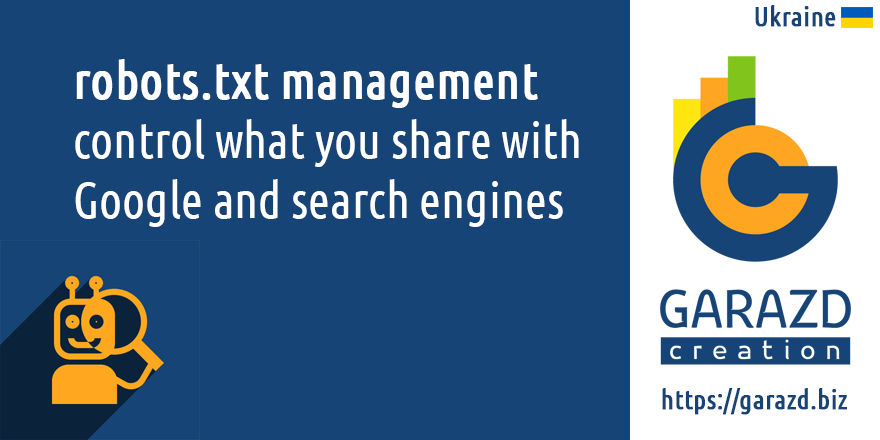 robots.txt management
control what you share with
Google and search engines
Ukraine
GARAZD
creation
https://garazd.biz